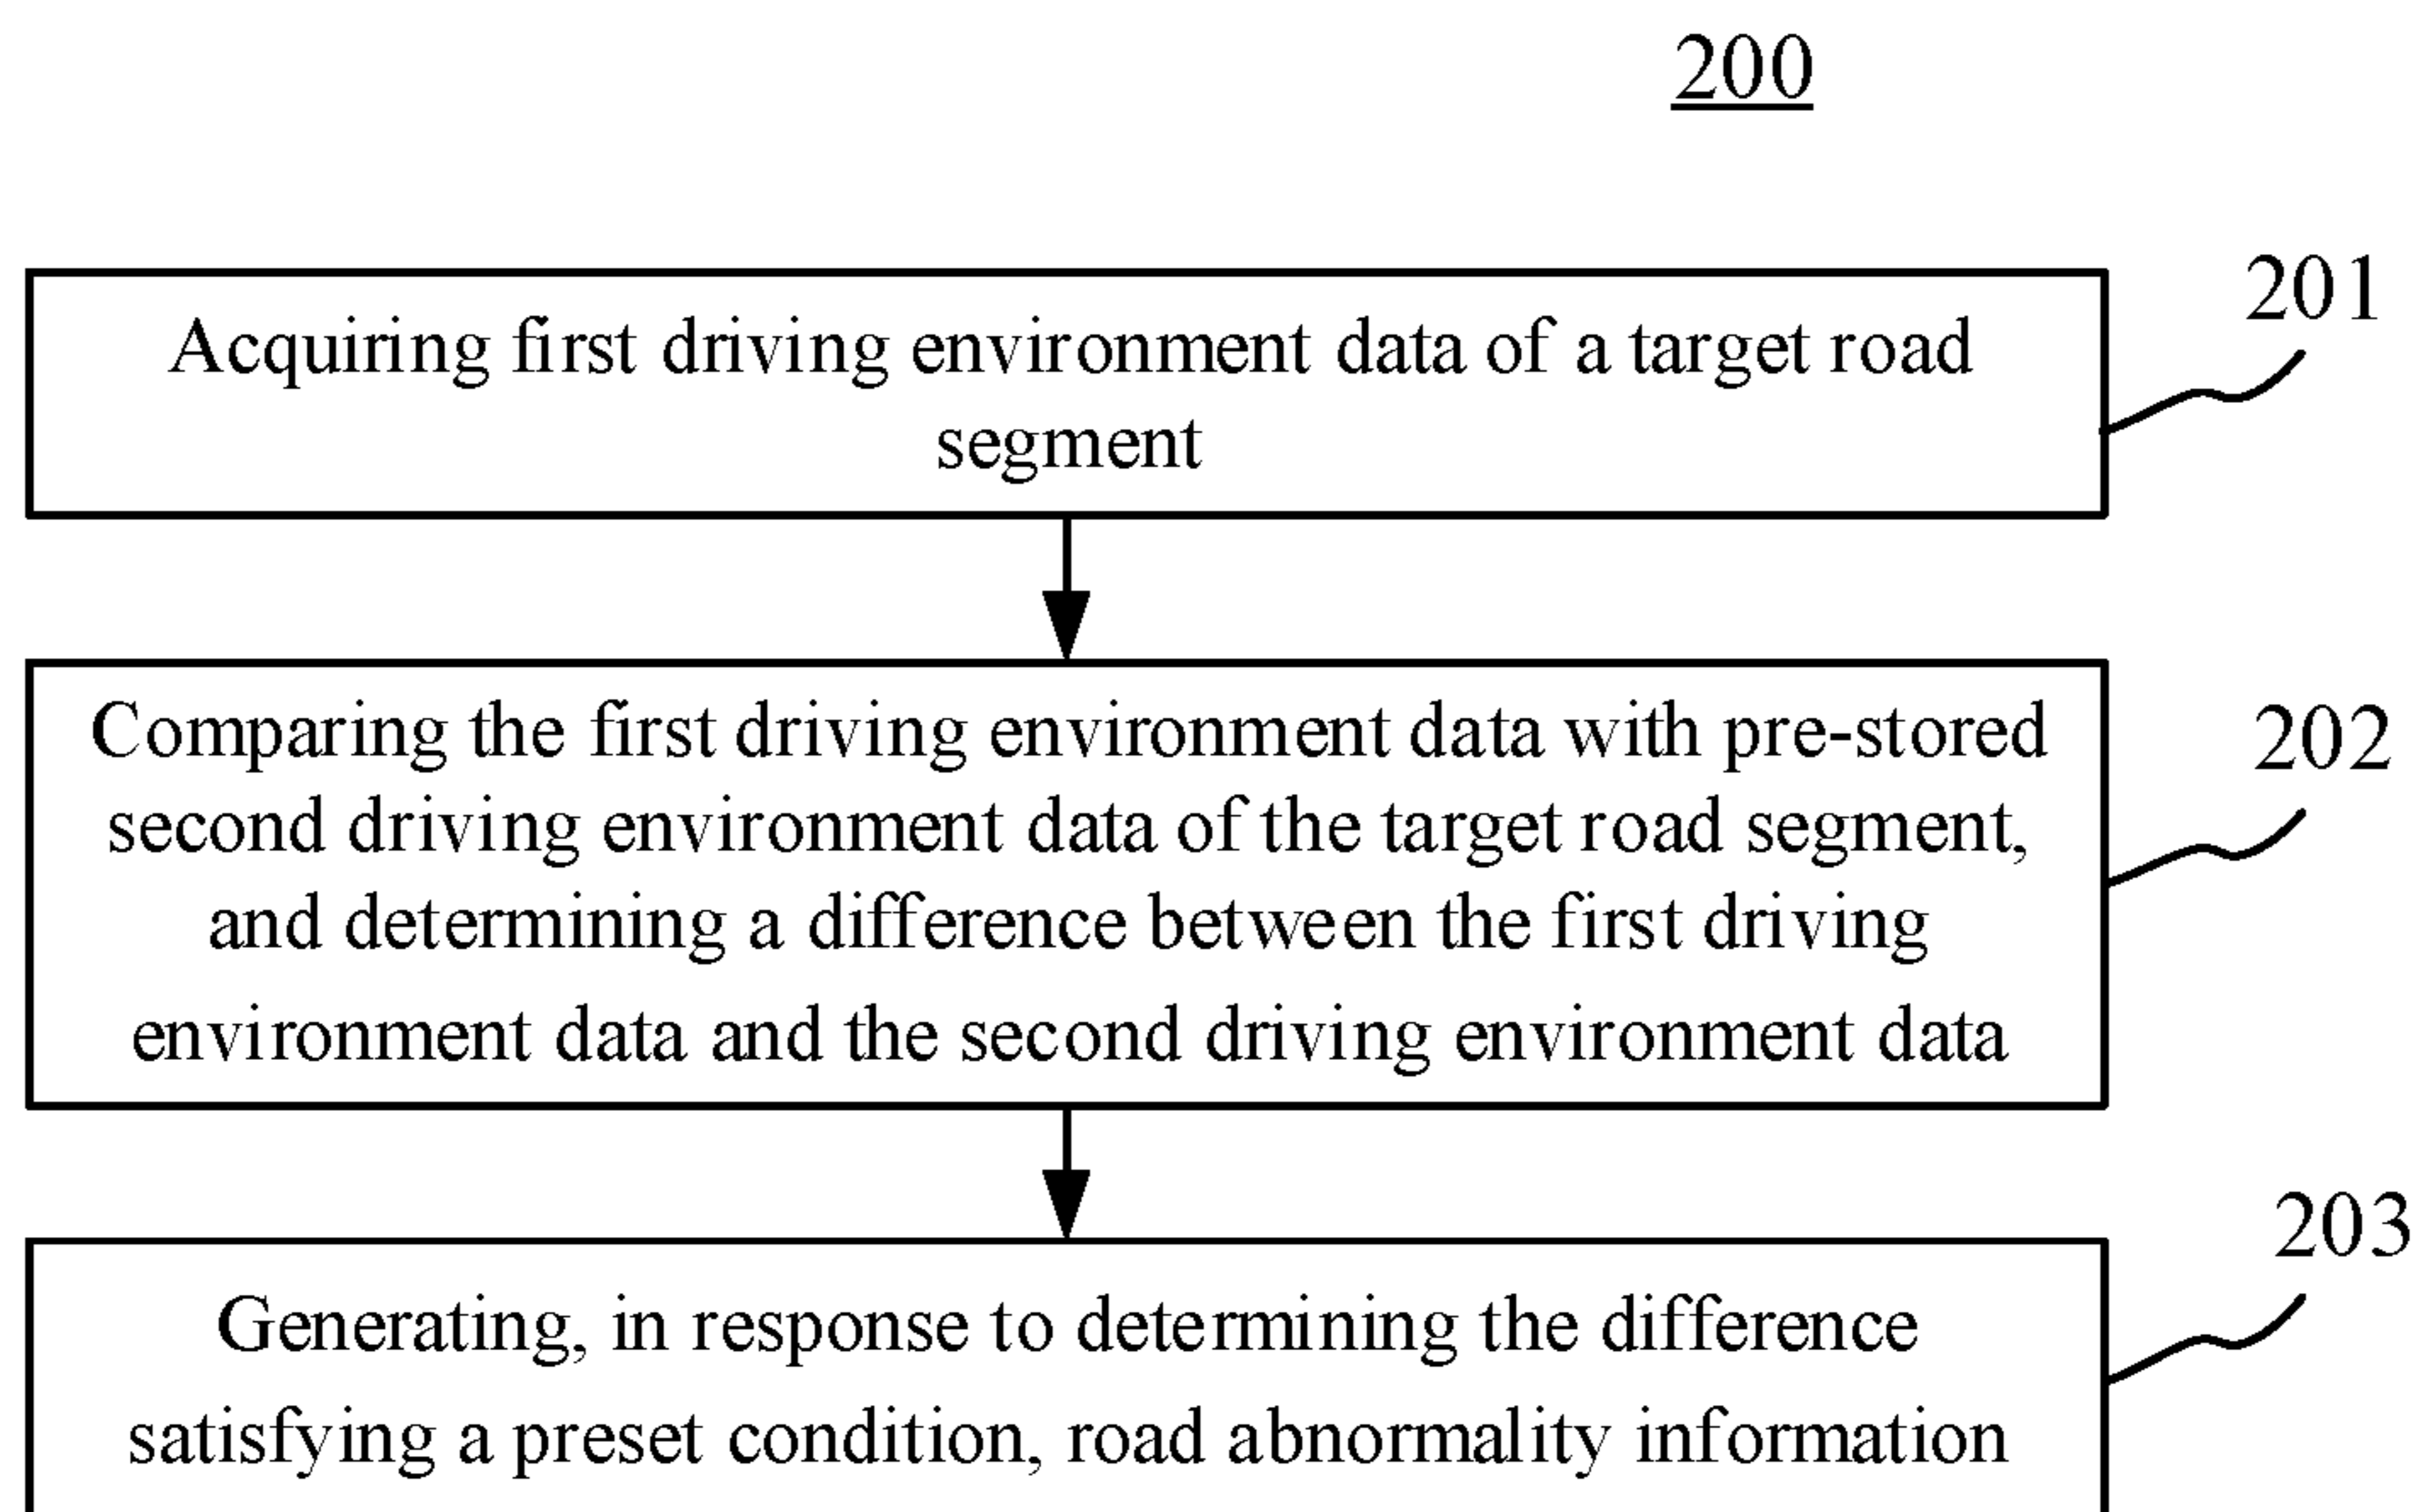 200
201
Acquiring first driving environment data of a target road
segment
202
Comparing the first driving environment data with pre-stored
second driving environment data of the target road segment,
and determining a difference between the first driving
environment data and the second driving environment data
203
Generating, in response to determining the difference
satisfying a preset condition, road abnormality information